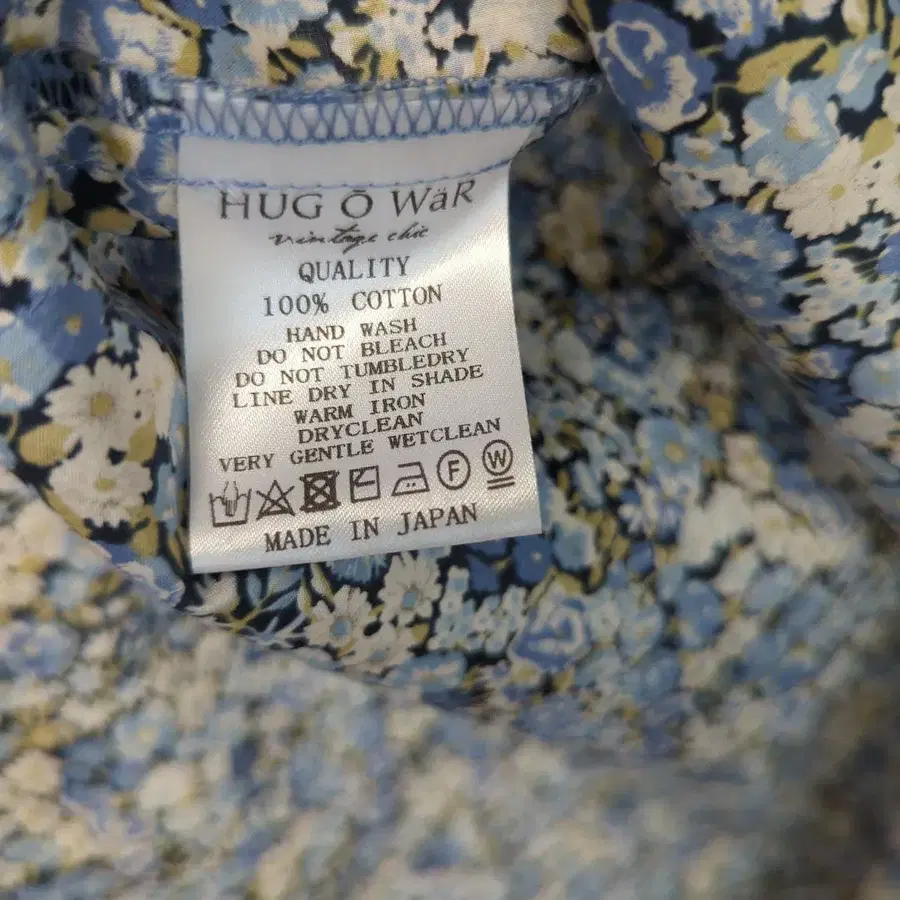 HUG Ō WäR
vintage chic
QUALITY
100% COTTON
HAND WASH
DO NOT BLEACH
DO NOT TUMBLEDRY
LINE DRY IN SHADE
WARM IRON
DRYCLEAN
VERY GENTLE WETCLEAN
F W
MADE IN JAPAN